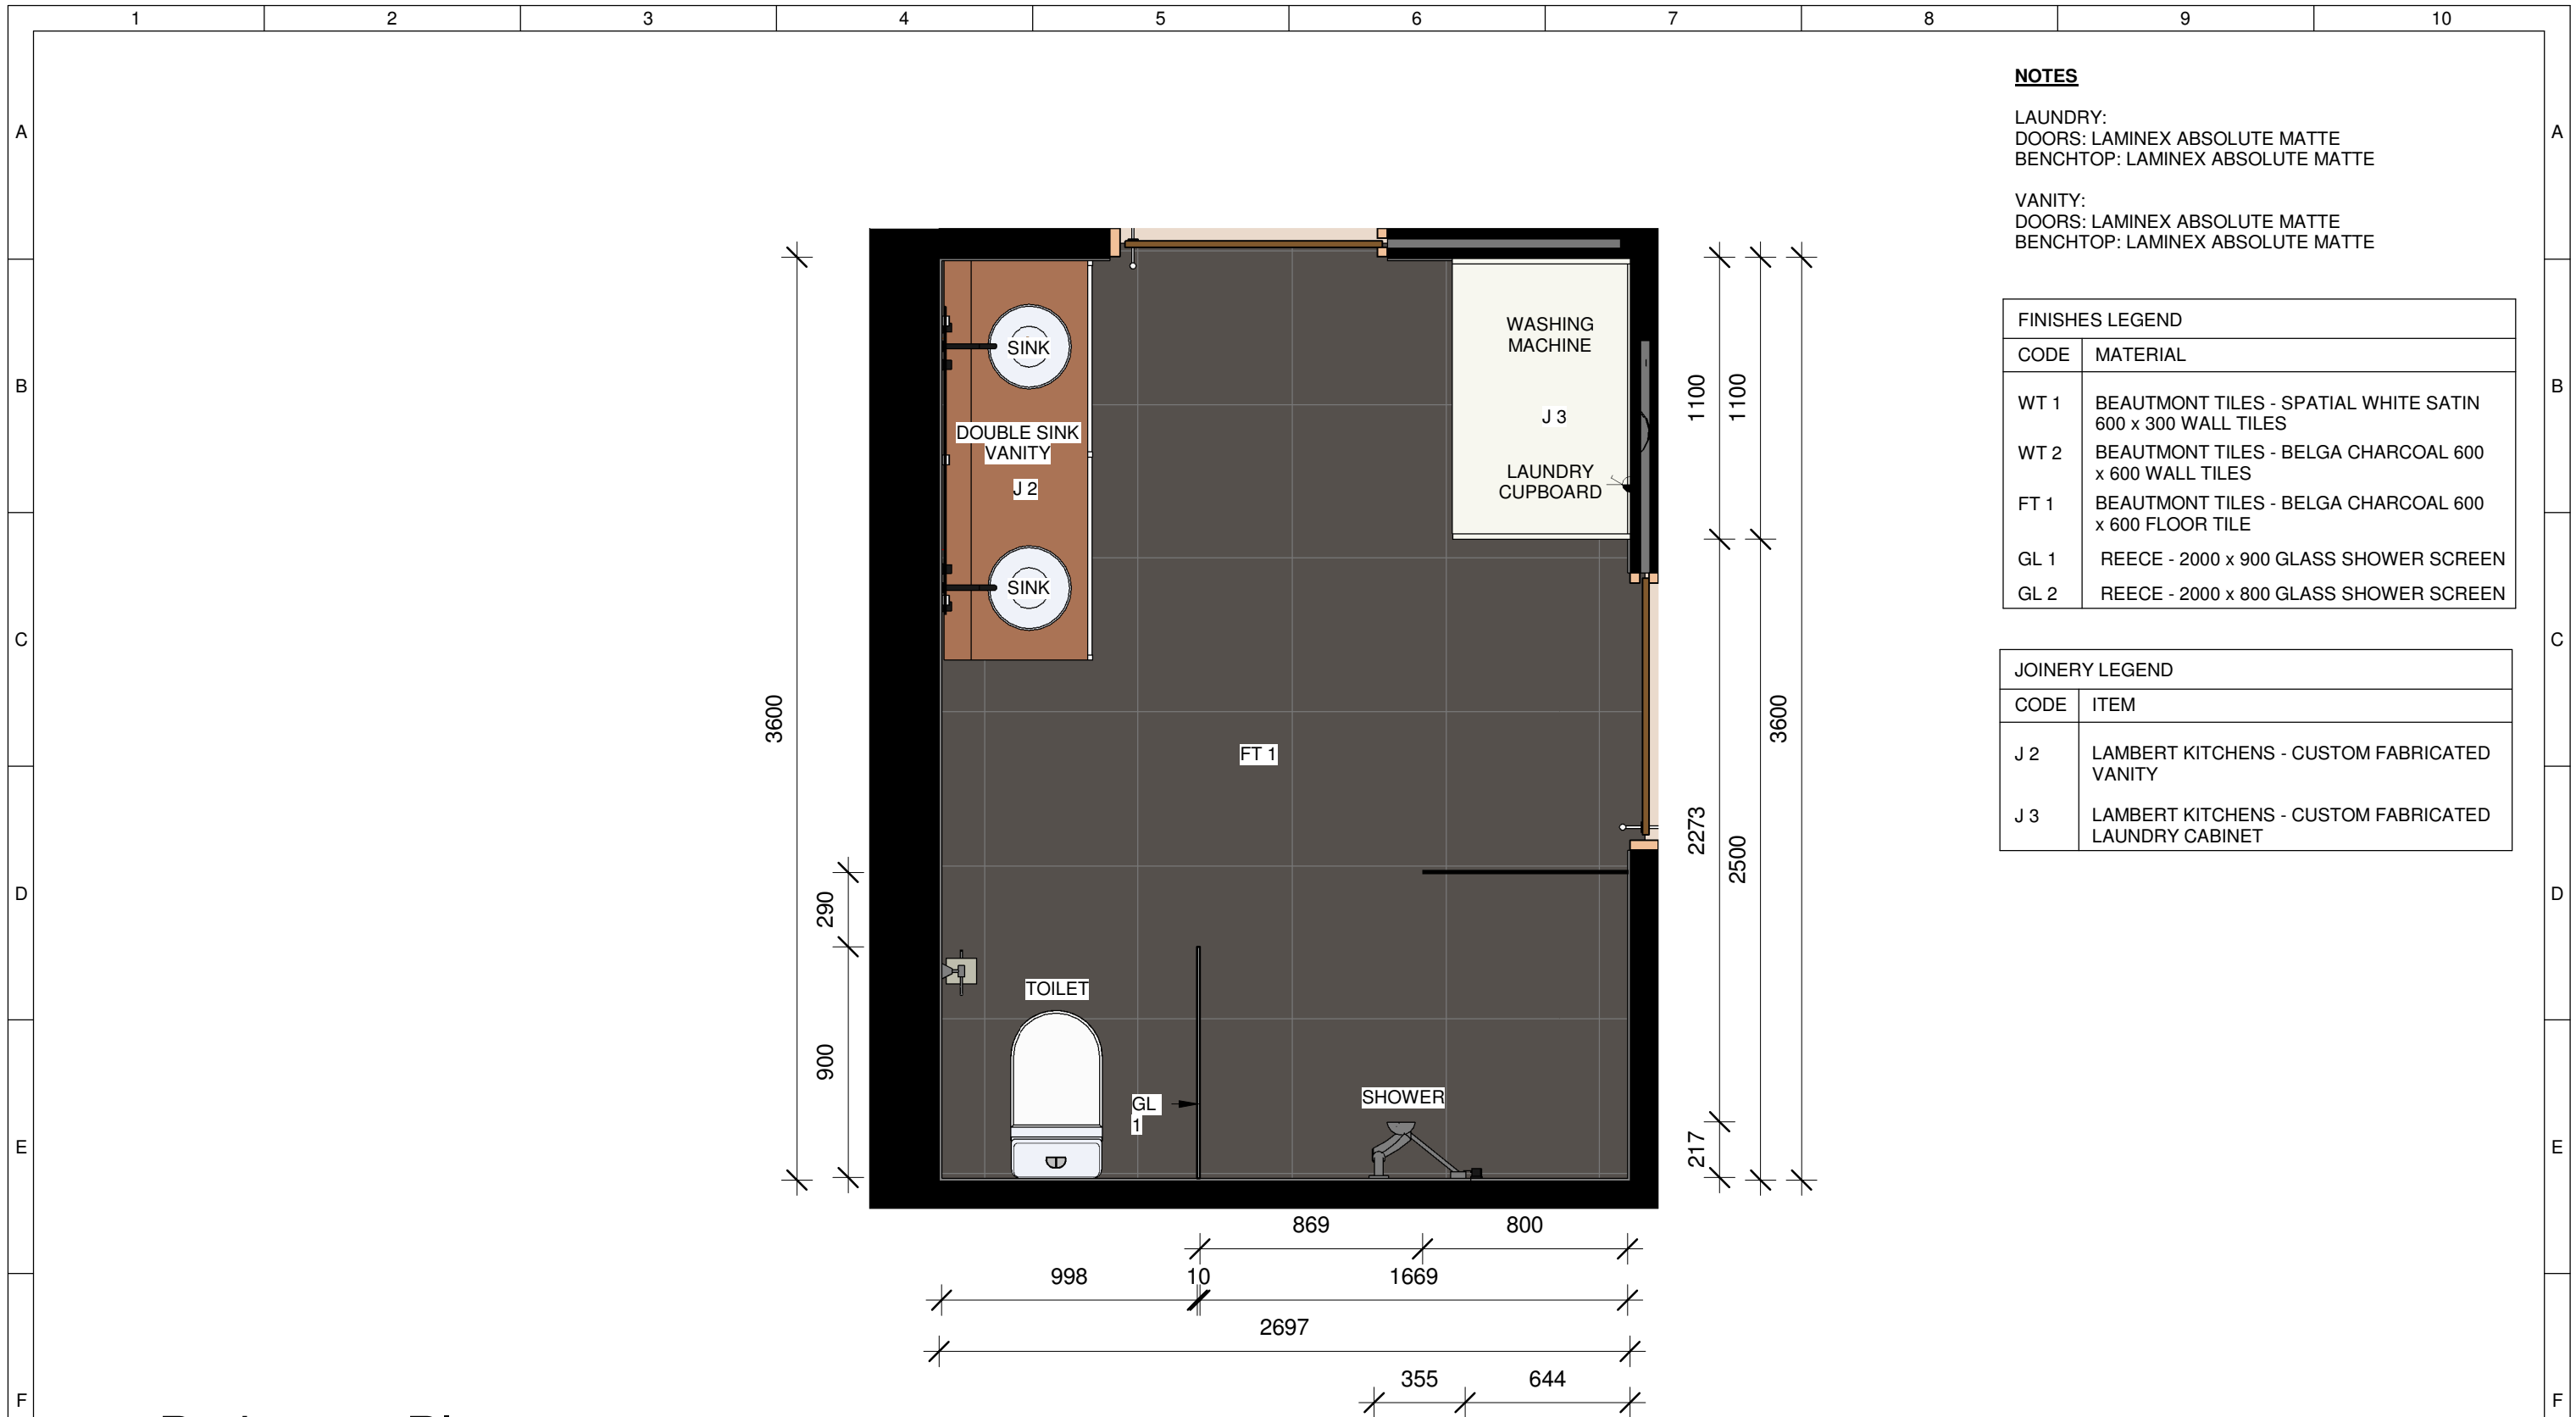 1 2 3 4 5 6 7 8 9 10
A
B
C
D
E
F
A
B
C
D
E
F
NOTES
LAUNDRY:
DOORS: LAMINEX ABSOLUTE MATTE
BENCHTOP: LAMINEX ABSOLUTE MATTE
VANITY:
DOORS: LAMINEX ABSOLUTE MATTE
BENCHTOP: LAMINEX ABSOLUTE MATTE
FINISHES LEGEND
CODE MATERIAL
WT 1 BEAUTMONT TILES - SPATIAL WHITE SATIN
600 x 300 WALL TILES
WT 2 BEAUTMONT TILES - BELGA CHARCOAL 600
x 600 WALL TILES
FT 1 BEAUTMONT TILES - BELGA CHARCOAL 600
x 600 FLOOR TILE
GL 1 REECE - 2000 x 900 GLASS SHOWER SCREEN
GL 2 REECE - 2000 x 800 GLASS SHOWER SCREEN
JOINERY LEGEND
CODE ITEM
J 2 LAMBERT KITCHENS - CUSTOM FABRICATED
VANITY
J 3 LAMBERT KITCHENS - CUSTOM FABRICATED
LAUNDRY CABINET
SINK
DOUBLE SINK
VANITY
J 2
SINK
WASHING
MACHINE
J 3
LAUNDRY
CUPBOARD
FT 1
TOILET
GL
1
SHOWER
3600
290
900
1100
1100
3600
2273
2500
217
869 800
998 10 1669
2697
355 644